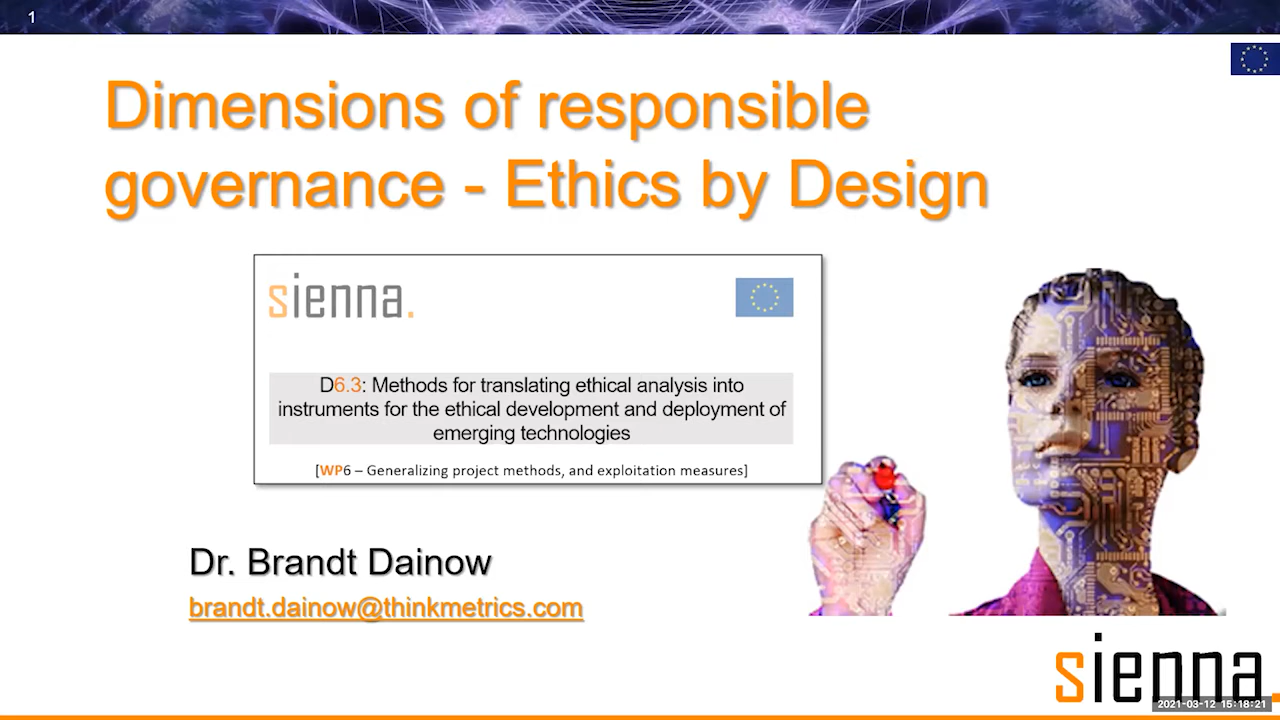 1
Dimensions of responsible
governance - Ethics by Design
sienna.
D6.3: Methods for translating ethical analysis into
instruments for the ethical development and deployment of
emerging technologies
[WP6 – Generalizing project methods, and exploitation measures]
Dr. Brandt Dainow
brandt.dainow@thinkmetrics.com
sienna.
2021-03-12 15:18:21